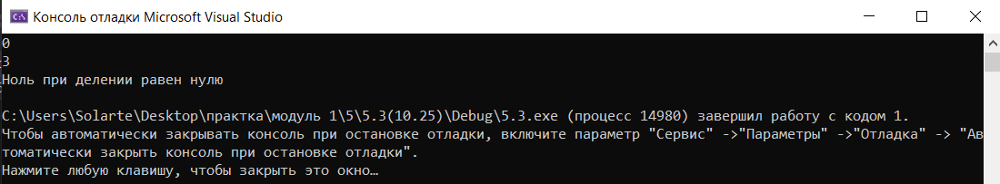 Консоль отладки Microsoft Visual Studio
0
3
Ноль при делении равен нулю
C:\Users\Solarte\Desktop\практка\модуль 1\5\5.3(10.25)\Debug\5.3.exe (процесс 14980) завершил работу с кодом 1.
Чтобы автоматически закрывать консоль при остановке отладки, включите параметр "Сервис" ->"Параметры" ->"Отладка" -> "Ав
томатически закрыть консоль при остановке отладки".
Нажмите любую клавишу, чтобы закрыть это окно…